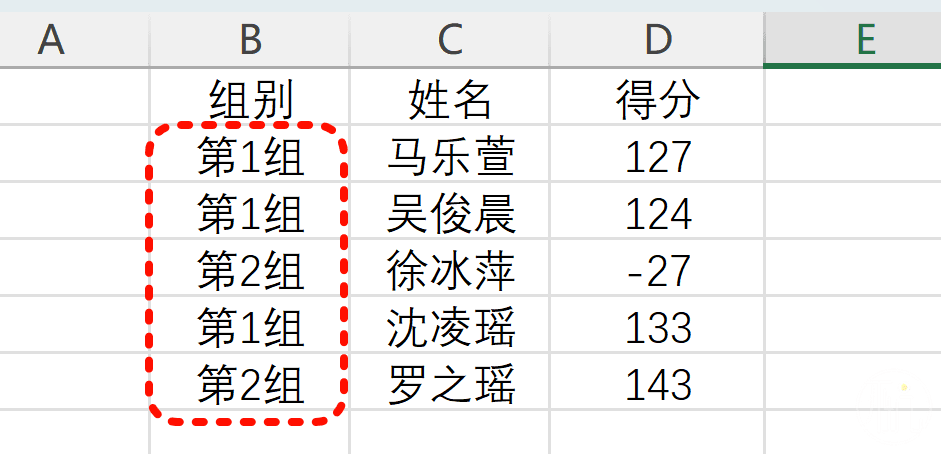 A B C D E
组别 姓名 得分
第1组 马乐萱 127
第1组 吴俊晨 124
第2组 徐冰萍 -27
第1组 沈凌瑶 133
第2组 罗之瑶 143